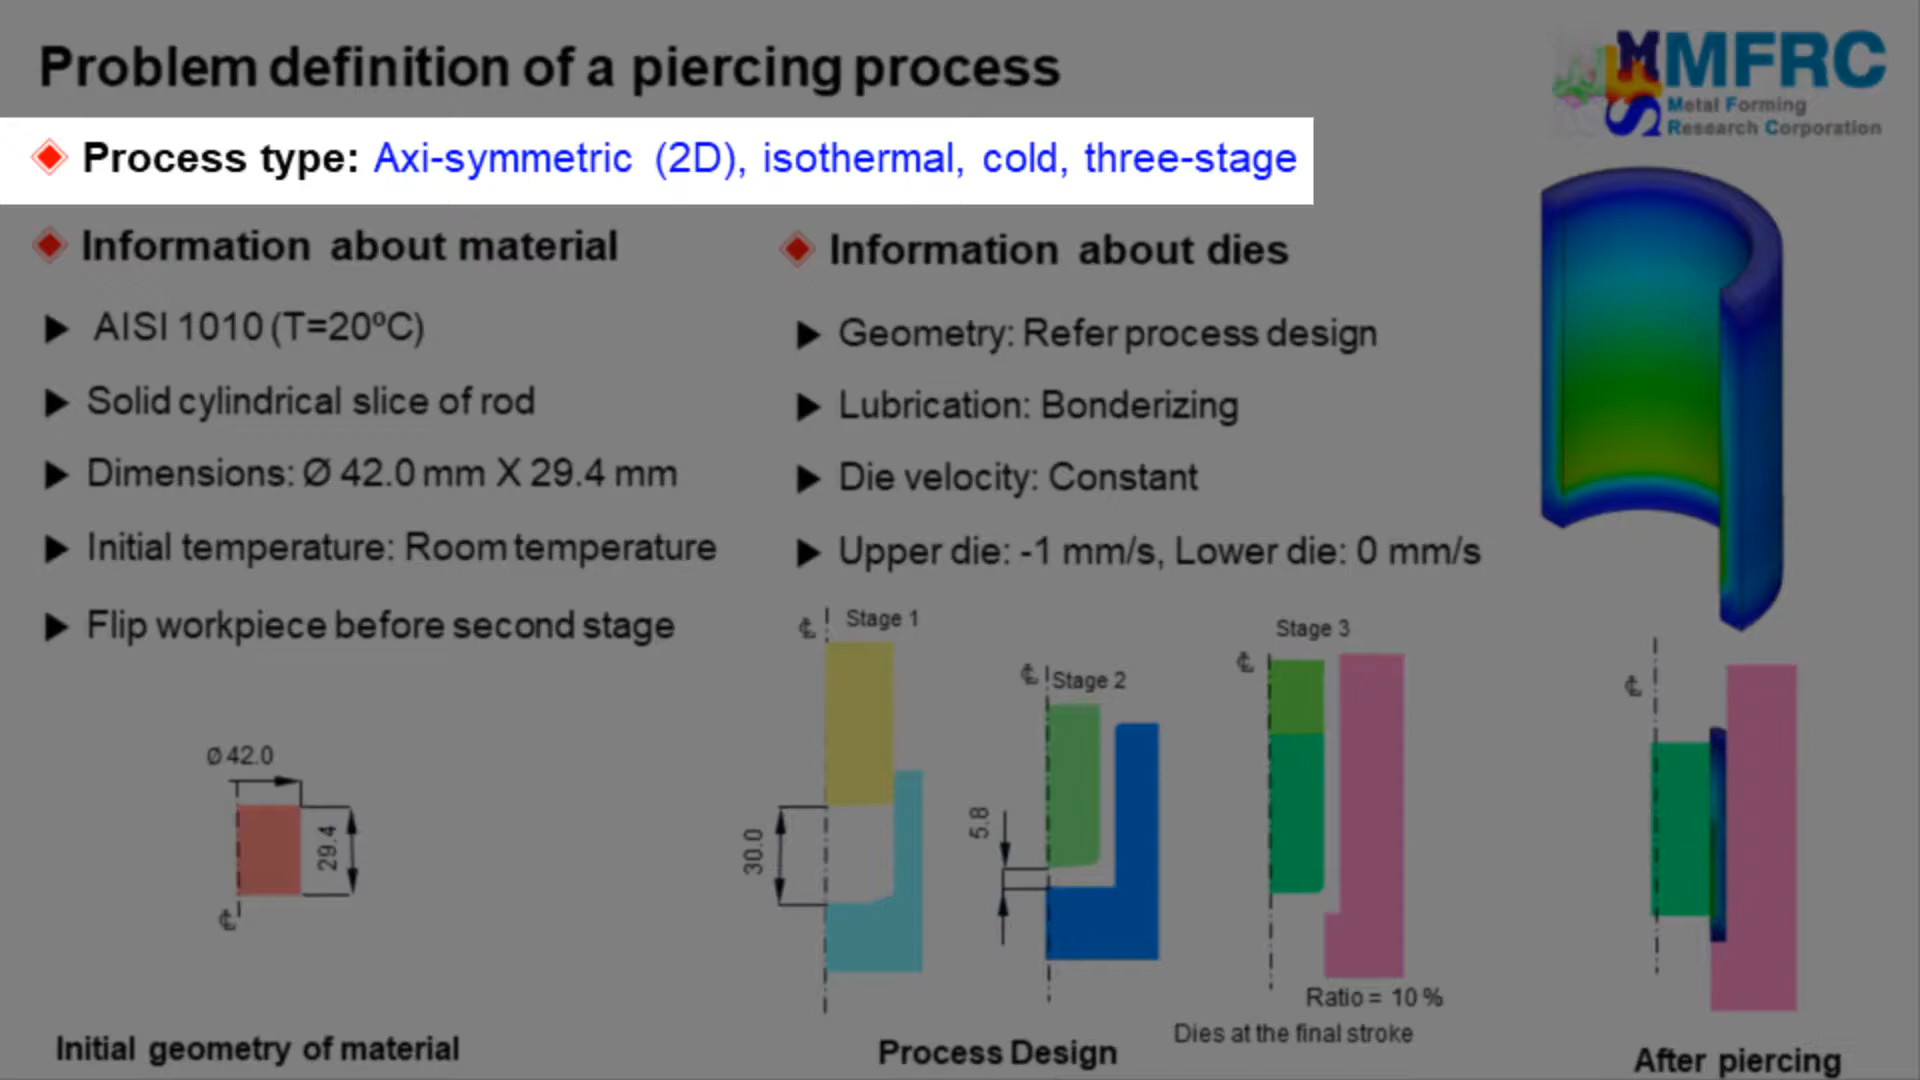 Problem definition of a piercing process
MFRC
Metal Forming
Research Corporation
Process type: Axi-symmetric (2D), isothermal, cold, three-stage
Information about material
AISI 1010 (T=20ºC)
Solid cylindrical slice of rod
Dimensions: Ø 42.0 mm X 29.4 mm
Initial temperature: Room temperature
Flip workpiece before second stage
Information about dies
Geometry: Refer process design
Lubrication: Bonderizing
Die velocity: Constant
Upper die: -1 mm/s, Lower die: 0 mm/s
Ø 42.0
29.4
℄
Initial geometry of material
℄
Stage 1
30.0
℄
Stage 2
5.8
Stage 3
℄
Ratio = 10 %
Dies at the final stroke
Process Design
℄
After piercing